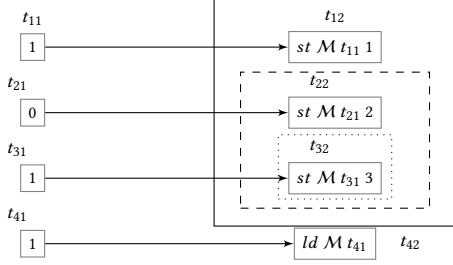 t₁₁ t₁₂
1 st M t₁₁ 1
t₂₁ t₂₂
0 st M t₂₁ 2
t₃₁ t₃₂
1 st M t₃₁ 3
t₄₁
1 ld M t₄₁ t₄₂